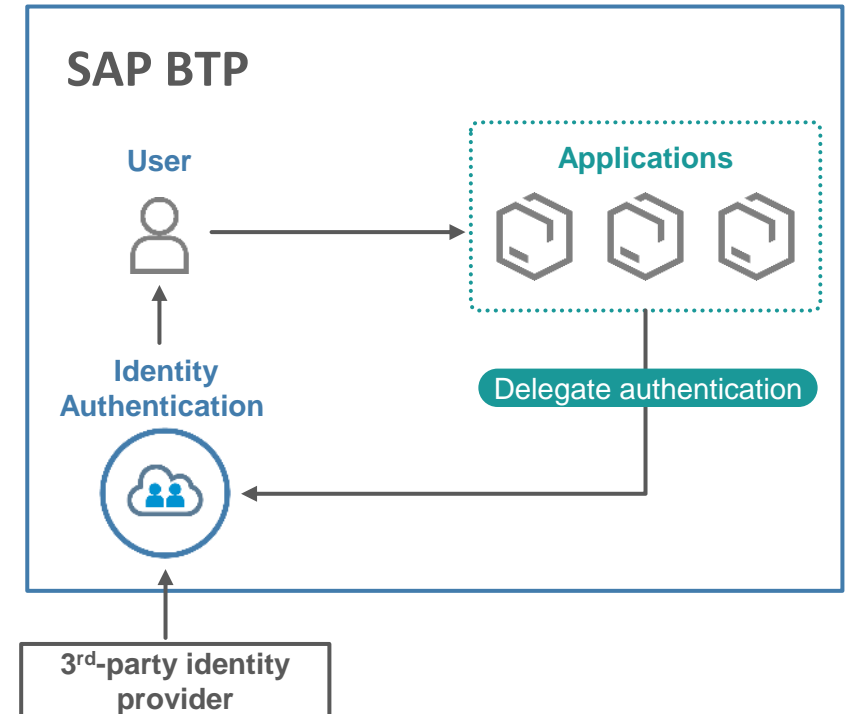 SAP BTP
User
Applications
Identity
Authentication
Delegate authentication
3rd-party identity
provider